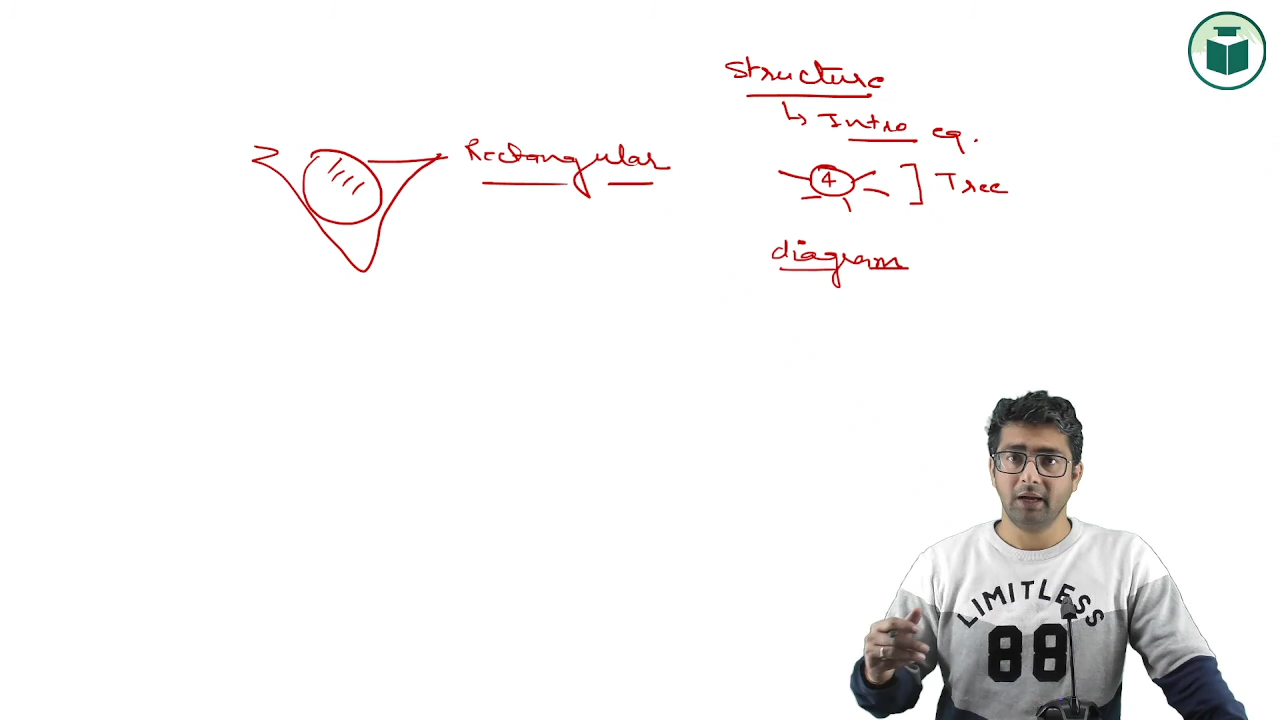 Structure
↳ Intro eq.
Rectangular
4 ] Tree
diagram
LIMITLESS
88